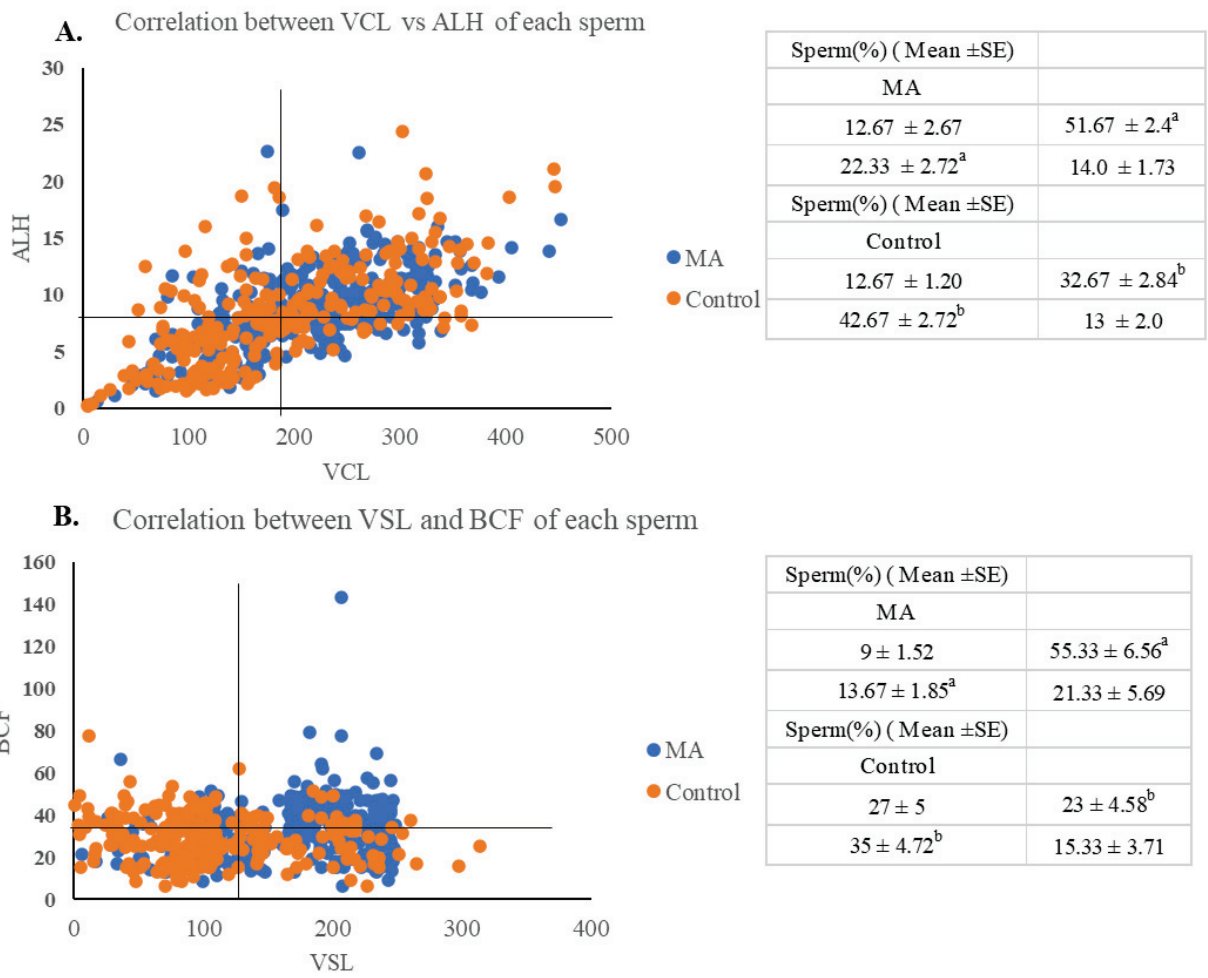 A.
Correlation between VCL vs ALH of each sperm
30
25
20
15
10
5
0
ALH
0 100 200 300 400 500
VCL
MA
Control
Sperm(%) ( Mean ±SE)
MA
12.67 ± 2.67 51.67 ± 2.4a
22.33 ± 2.72a 14.0 ± 1.73
Sperm(%) ( Mean ±SE)
Control
12.67 ± 1.20 32.67 ± 2.84b
42.67 ± 2.72b 13 ± 2.0
B.
Correlation between VSL and BCF of each sperm
160
140
120
100
80
60
40
20
0
BCF
0 100 200 300 400
VSL
MA
Control
Sperm(%) ( Mean ±SE)
MA
9 ± 1.52 55.33 ± 6.56a
13.67 ± 1.85a 21.33 ± 5.69
Sperm(%) ( Mean ±SE)
Control
27 ± 5 23 ± 4.58b
35 ± 4.72b 15.33 ± 3.71